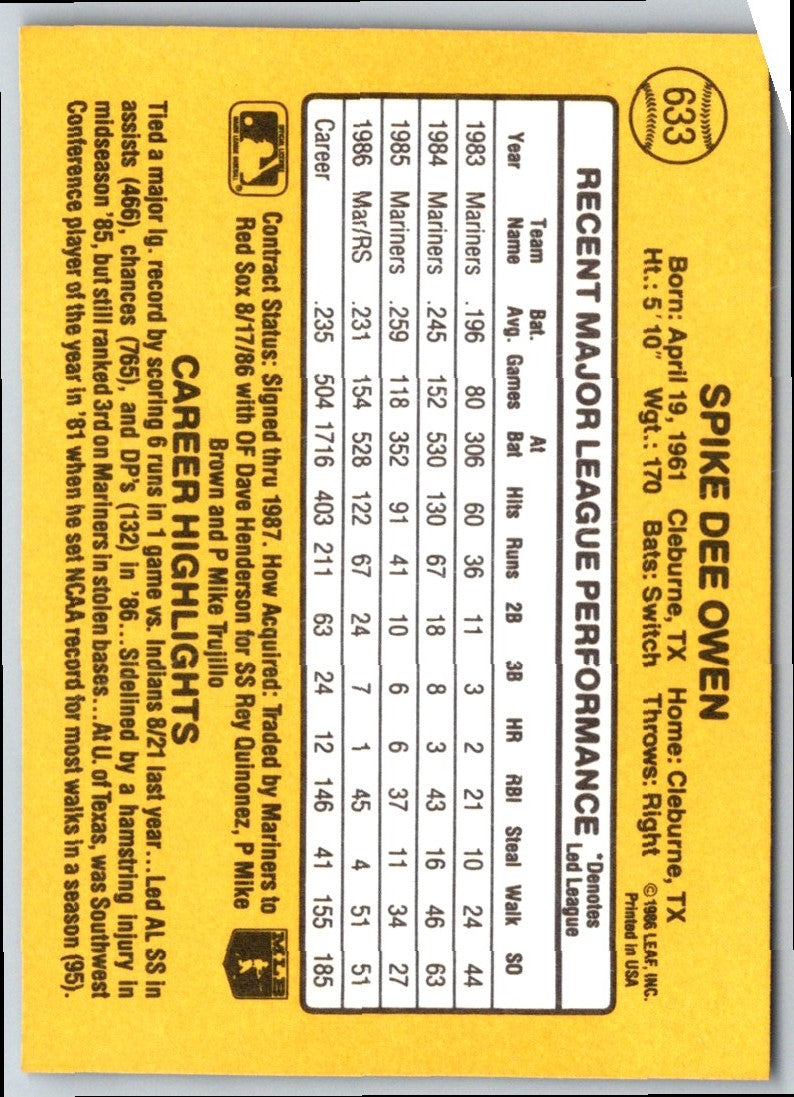 633
SPIKE DEE OWEN
Born: April 19, 1961 Cleburne, TX Home: Cleburne, TX
Ht.: 5' 10" Wgt.: 170 Bats: Switch Throws: Right
©1986 LEAF, INC.
Printed in USA
RECENT MAJOR LEAGUE PERFORMANCE
*Denotes
Led League
Year Team Name Bat. Avg. Games At Bat Hits Runs 2B 3B HR RBI Steal Walk SO
1983 Mariners .196 80 306 60 36 11 3 2 21 10 24 44
1984 Mariners .245 152 530 130 67 18 8 3 43 16 46 63
1985 Mariners .259 118 352 91 41 10 6 6 37 11 34 27
1986 Mar/RS .231 154 528 122 67 24 7 1 45 4 51 51
Career .235 504 1716 403 211 63 24 12 146 41 155 185
OFFICIAL LICENSEE
MAJOR LEAGUE BASEBALL
Contract Status: Signed thru 1987. How Acquired: Traded by Mariners to
Red Sox 8/17/86 with OF Dave Henderson for SS Rey Quinonez, P Mike
Brown and P Mike Trujillo
MLB
CAREER HIGHLIGHTS
Tied a major lg. record by scoring 6 runs in 1 game vs. Indians 8/21 last year...Led AL SS in
assists (466), chances (765), and DP's (132) in '86...Sidelined by a hamstring injury in
midseason '85, but still ranked 3rd on Mariners in stolen bases...At U. of Texas, was Southwest
Conference player of the year in '81 when he set NCAA record for most walks in a season (95).